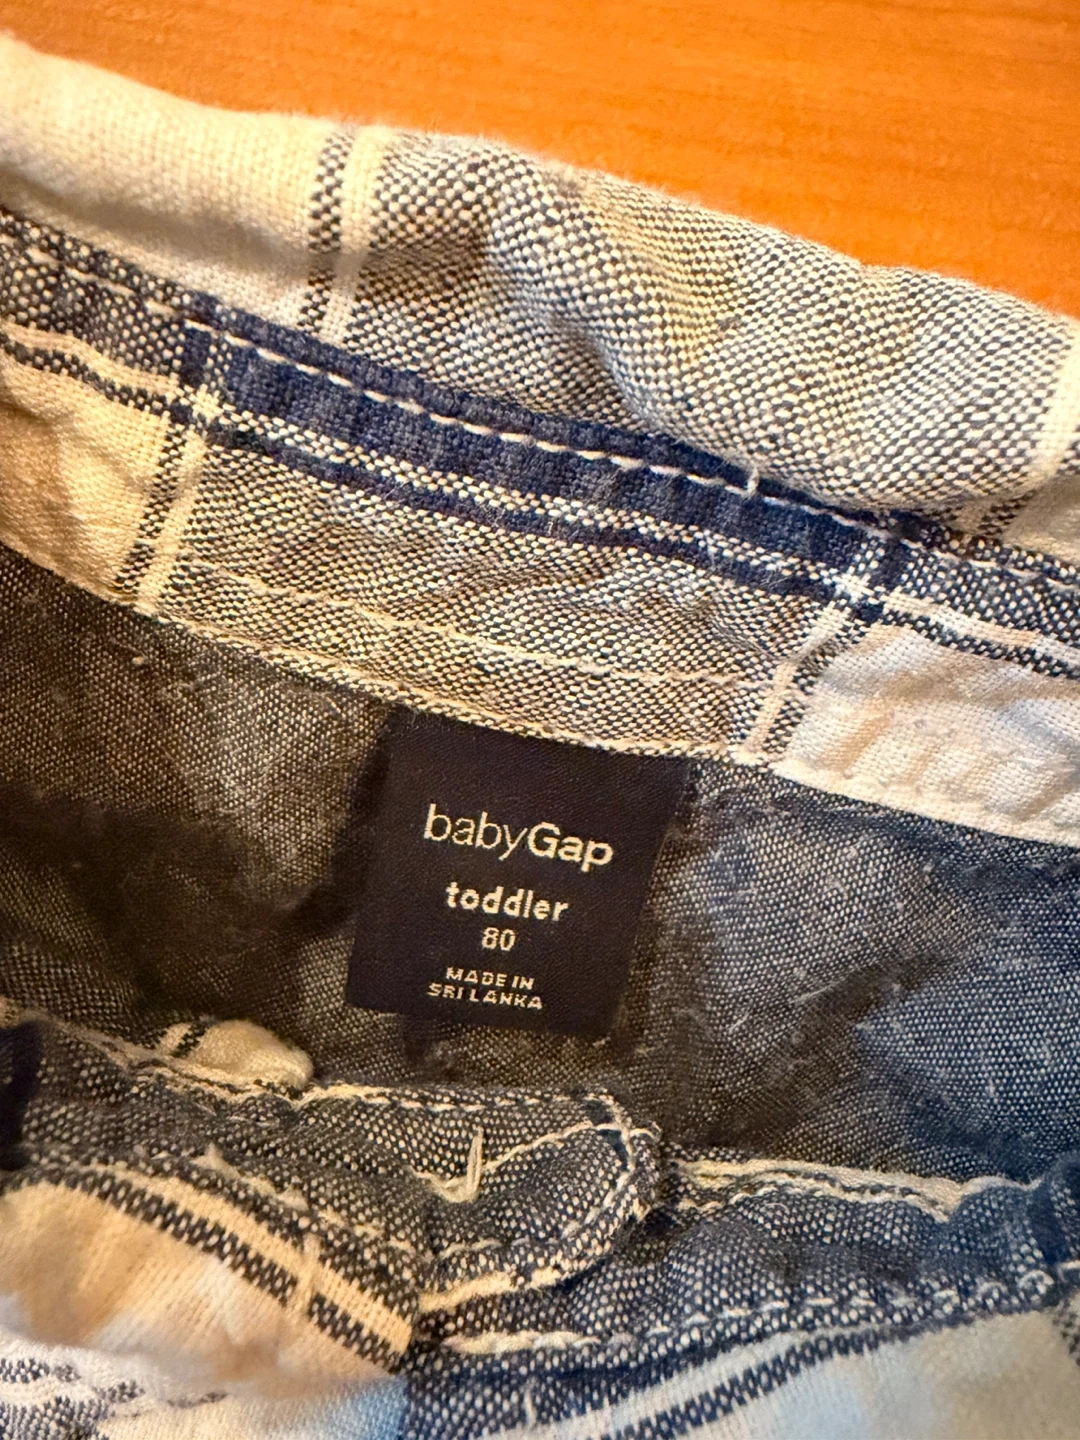 babyGap
toddler
80
MADE IN
SRI LANKA